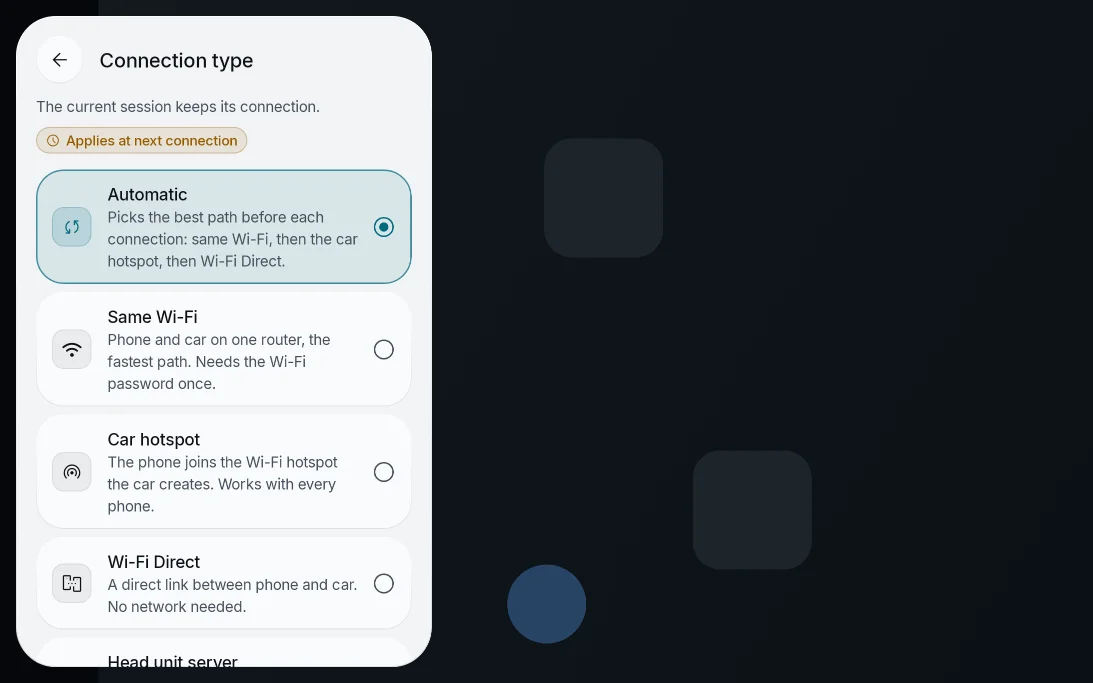 Connection type
The current session keeps its connection.
Applies at next connection
Automatic
Picks the best path before each
connection: same Wi-Fi, then the car
hotspot, then Wi-Fi Direct.
Same Wi-Fi
Phone and car on one router, the
fastest path. Needs the Wi-Fi
password once.
Car hotspot
The phone joins the Wi-Fi hotspot
the car creates. Works with every
phone.
Wi-Fi Direct
A direct link between phone and car.
No network needed.
Head unit server